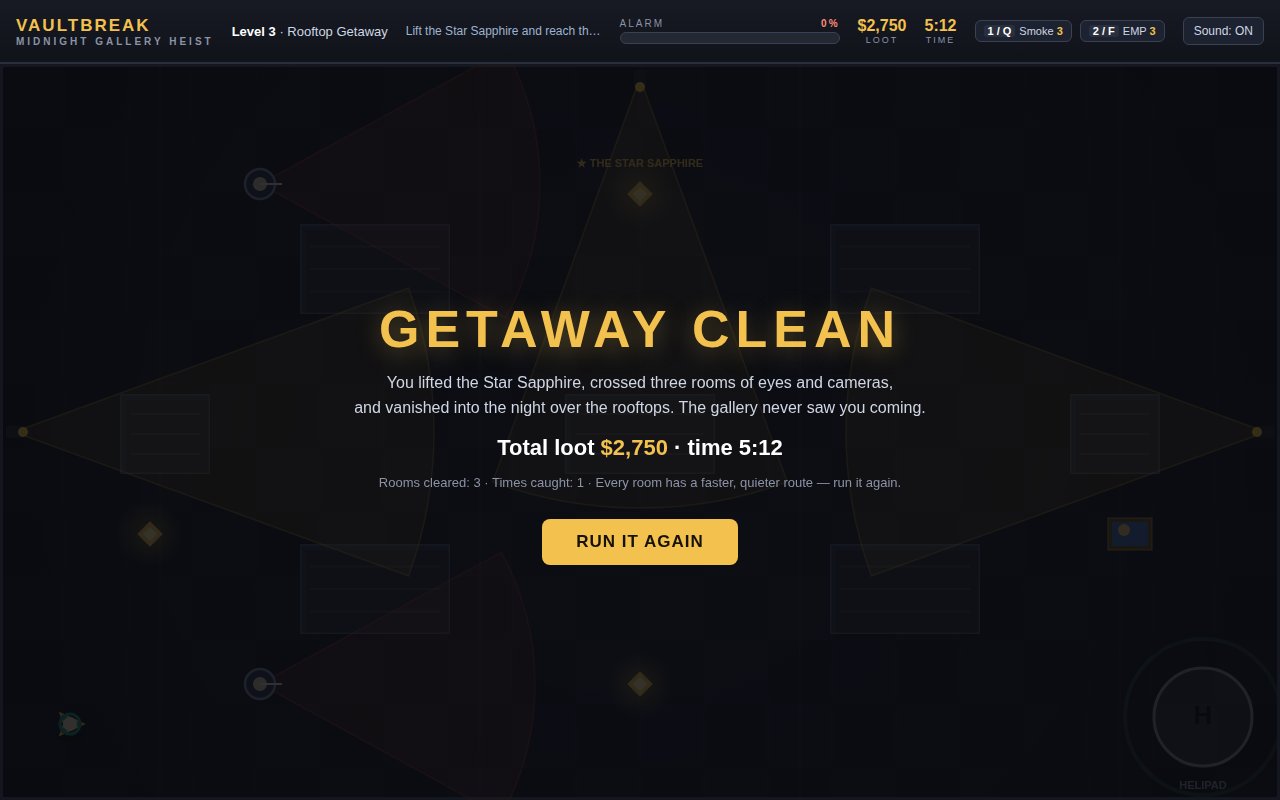 VAULTBREAK
MIDNIGHT GALLERY HEIST
Level 3 · Rooftop Getaway
Lift the Star Sapphire and reach th…
ALARM
0%
$2,750
LOOT
5:12
TIME
1 / Q Smoke 3
2 / F EMP 3
Sound: ON
★ THE STAR SAPPHIRE
GETAWAY CLEAN
You lifted the Star Sapphire, crossed three rooms of eyes and cameras,
and vanished into the night over the rooftops. The gallery never saw you coming.
Total loot $2,750 · time 5:12
Rooms cleared: 3 · Times caught: 1 · Every room has a faster, quieter route — run it again.
RUN IT AGAIN
H
HELIPAD